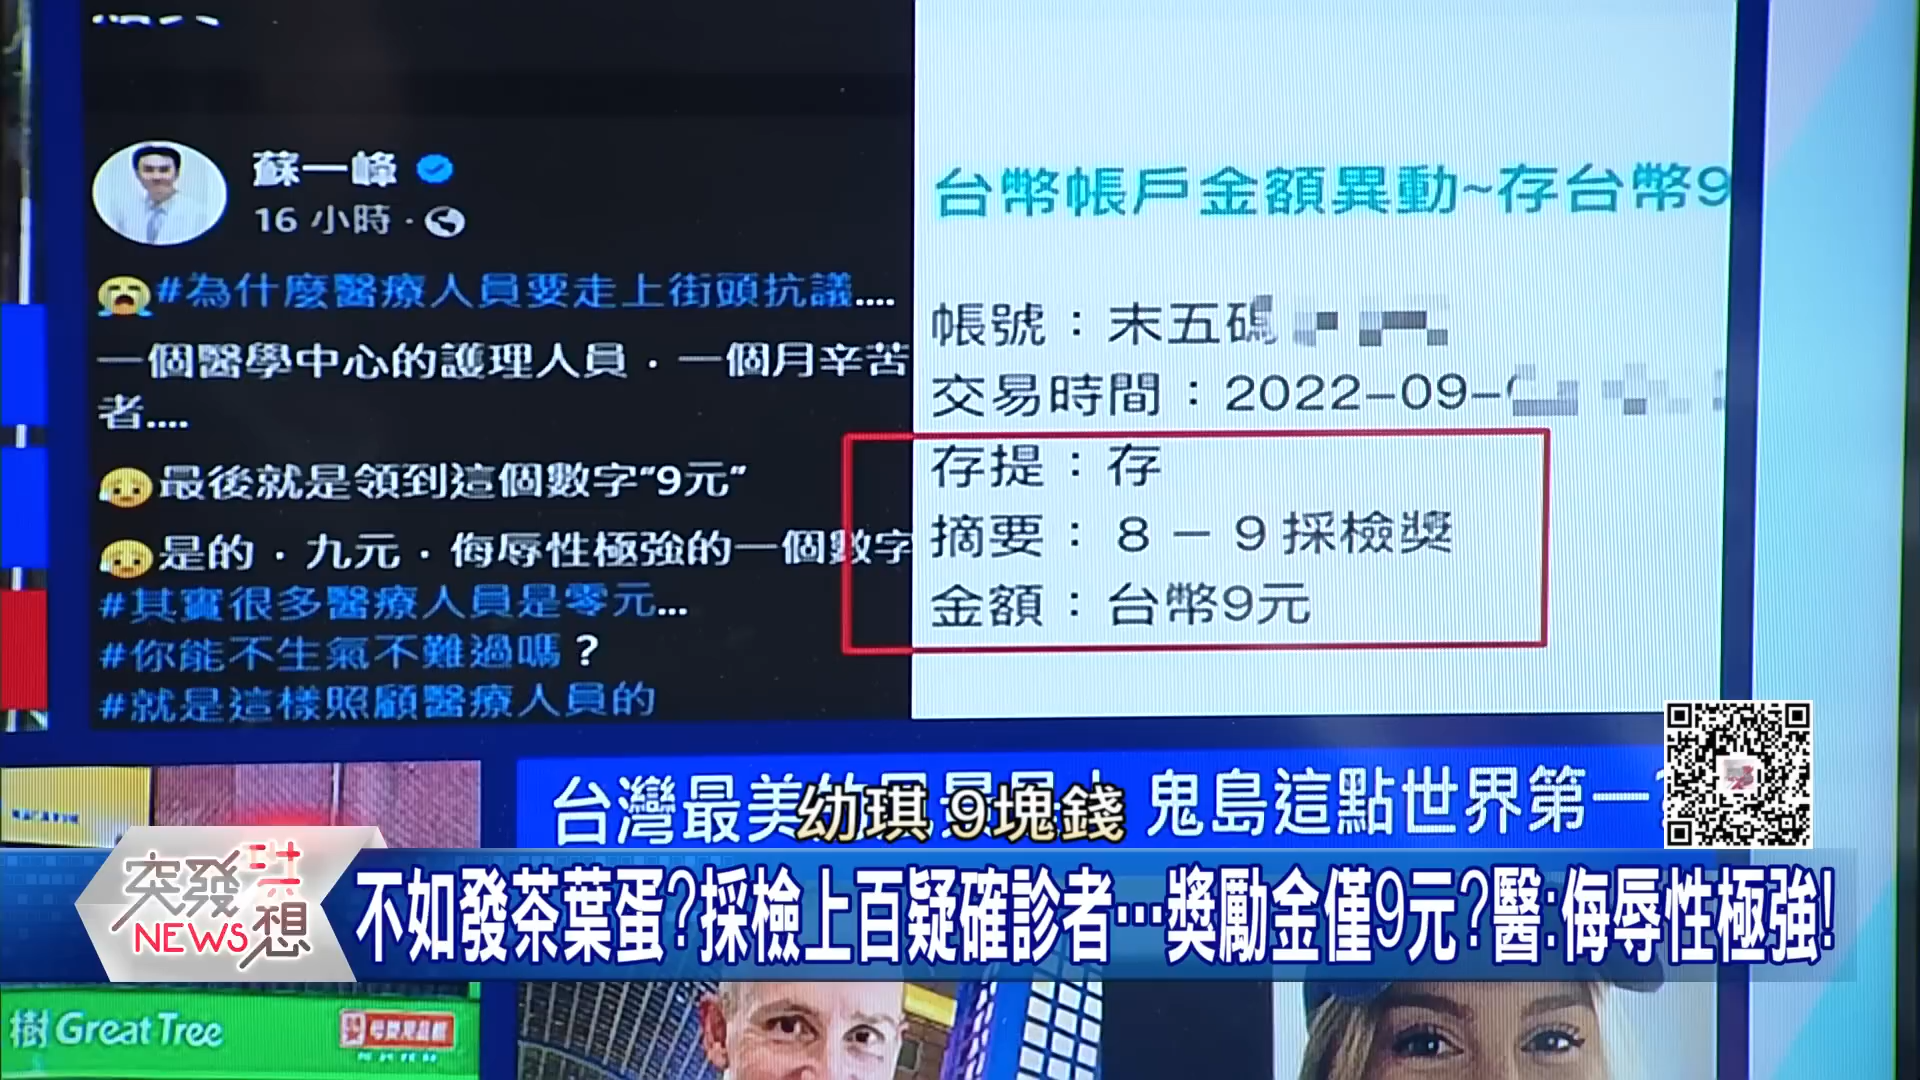 蘇一峰
16 小時 ·
#為什麼醫療人員要走上街頭抗議....
一個醫學中心的護理人員．一個月辛苦
者....
最後就是領到這個數字“9元”
是的．九元．侮辱性極強的一個數字
#其實很多醫療人員是零元...
#你能不生氣不難過嗎？
#就是這樣照顧醫療人員的
台幣帳戶金額異動~存台幣9
帳號：末五碼
交易時間：2022-09-
存提：存
摘要：8－9採檢獎
金額：台幣9元
台灣最美的風景是人 鬼島這點世界第一
幼琪 9塊錢
突發琪想
NEWS
不如發茶葉蛋?採檢上百疑確診者…獎勵金僅9元?醫:侮辱性極強!
樹 Great Tree